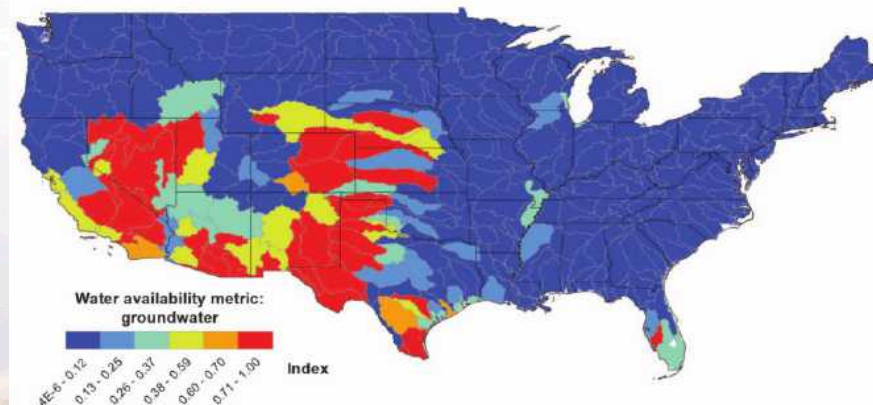 Water availability metric:
groundwater
4E-6 - 0.12
0.13 - 0.25
0.26 - 0.37
0.38 - 0.59
0.60 - 0.70
0.71 - 1.00
Index